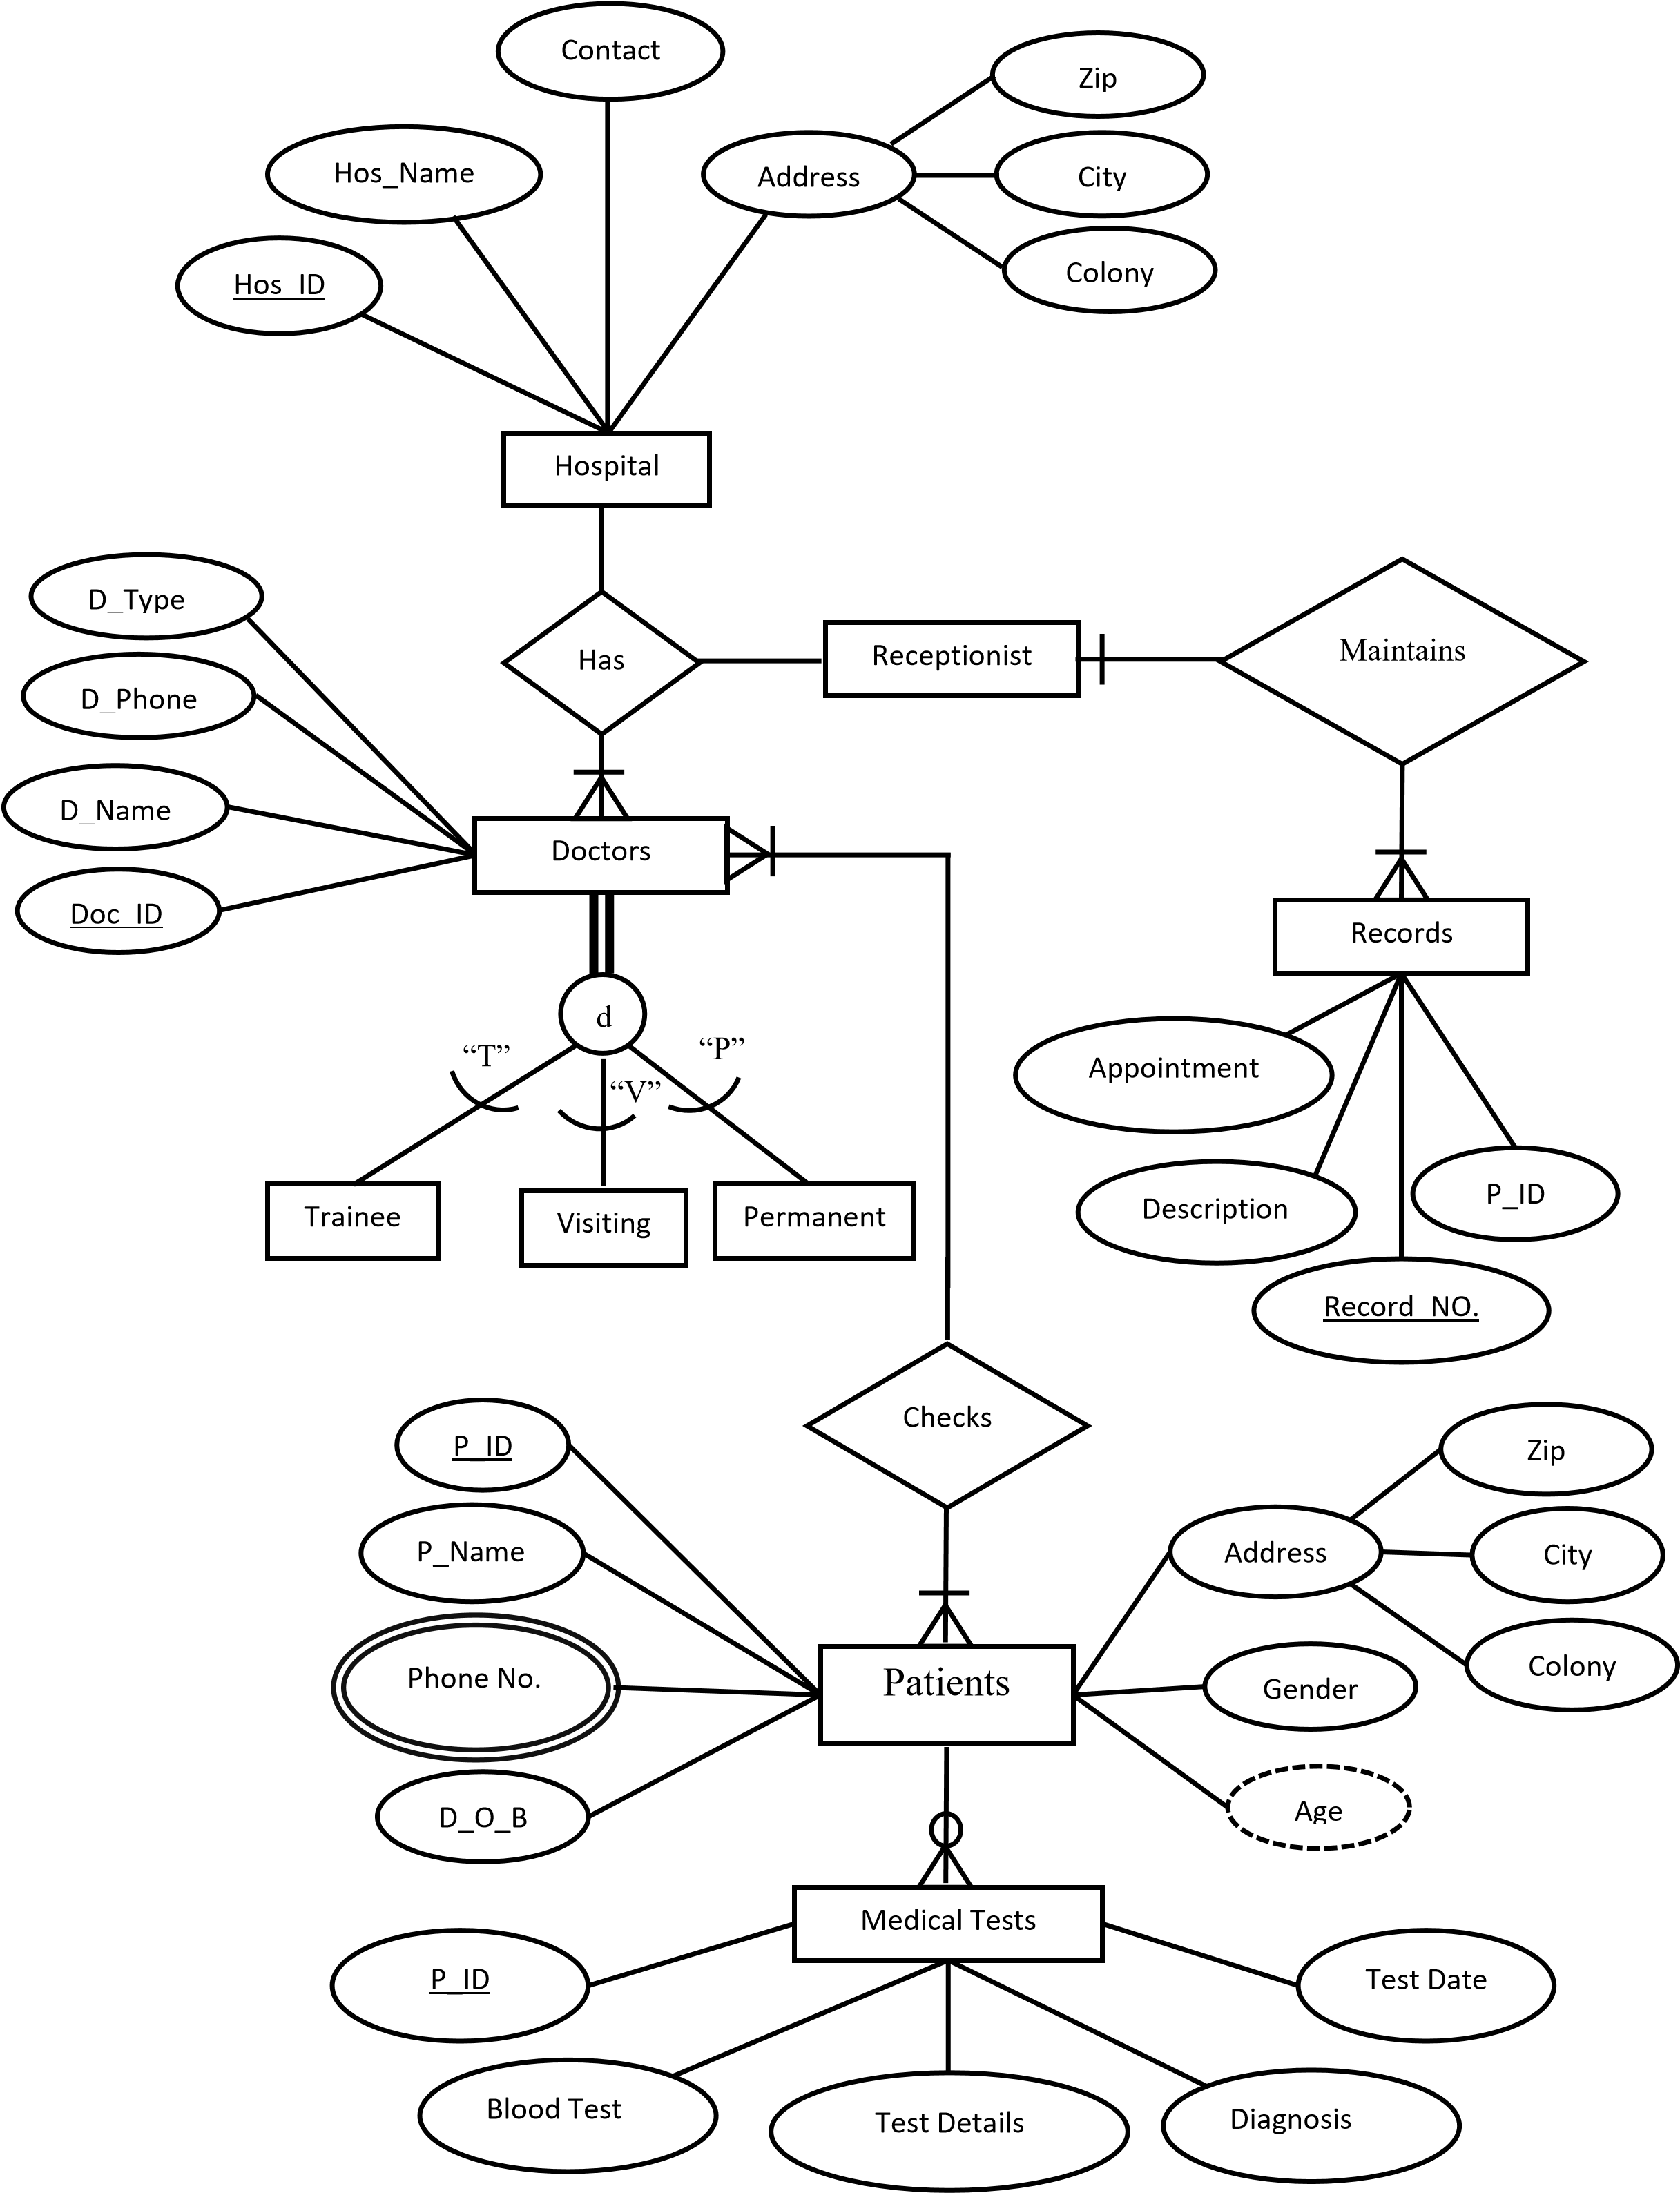 Contact
Zip
Hos_Name
Address
City
Hos_ID
Colony
Hospital
D_Type
Has
Receptionist
Maintains
D_Phone
D_Name
Doctors
Doc_ID
Records
d
“T”
“P”
“V”
Appointment
Trainee
Visiting
Permanent
Description
P_ID
Record_NO.
Checks
P_ID
Zip
P_Name
Address
City
Phone No.
Patients
Gender
Colony
D_O_B
Age
Medical Tests
P_ID
Test Date
Blood Test
Test Details
Diagnosis